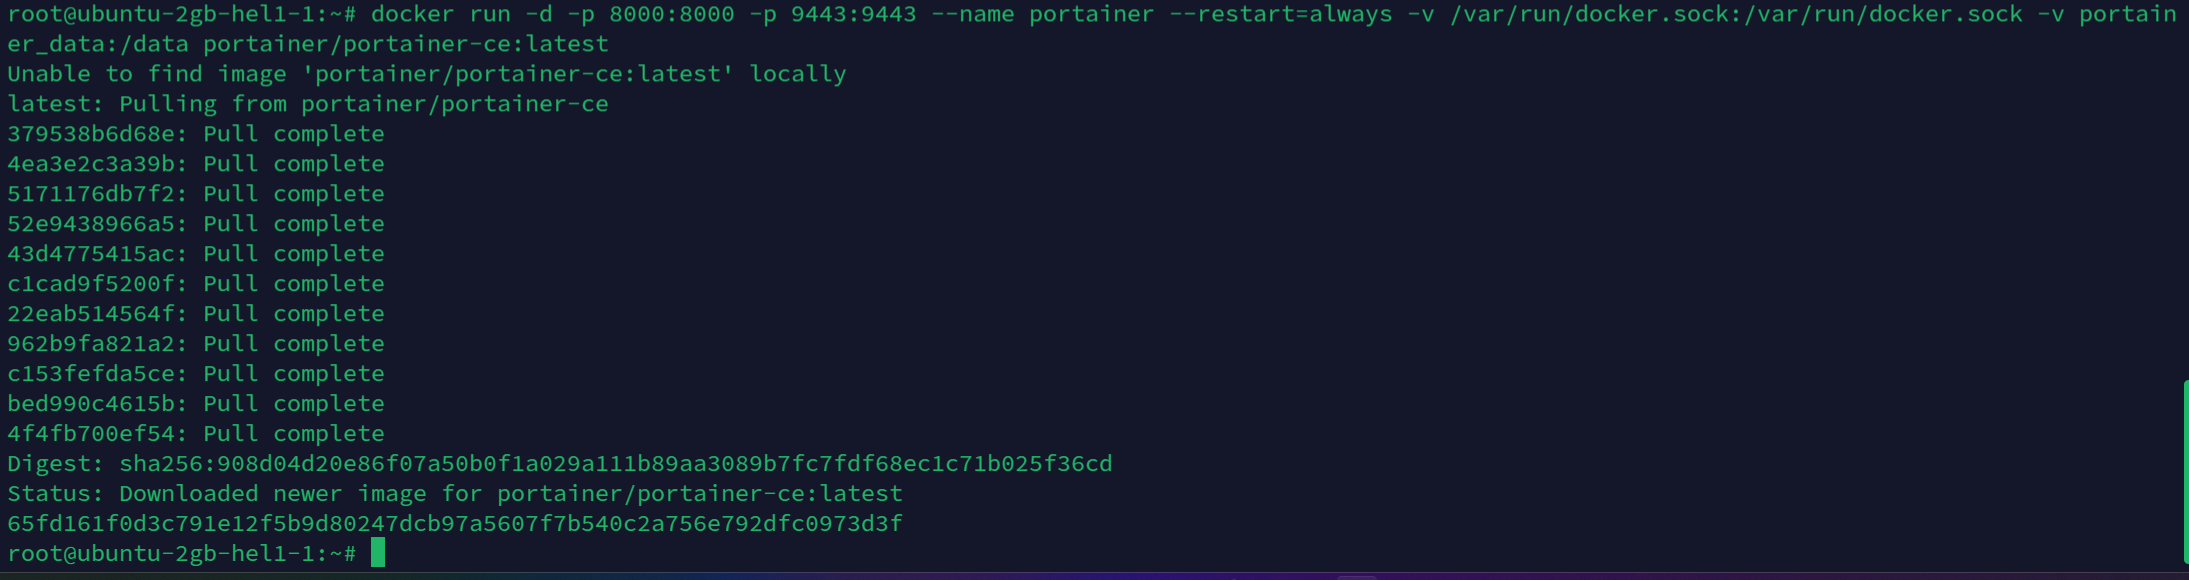 root@ubuntu-2gb-hel1-1:~# docker run -d -p 8000:8000 -p 9443:9443 --name portainer --restart=always -v /var/run/docker.sock:/var/run/docker.sock -v portain
er_data:/data portainer/portainer-ce:latest
Unable to find image 'portainer/portainer-ce:latest' locally
latest: Pulling from portainer/portainer-ce
379538b6d68e: Pull complete
4ea3e2c3a39b: Pull complete
5171176db7f2: Pull complete
52e9438966a5: Pull complete
43d4775415ac: Pull complete
c1cad9f5200f: Pull complete
22eab514564f: Pull complete
962b9fa821a2: Pull complete
c153fefda5ce: Pull complete
bed990c4615b: Pull complete
4f4fb700ef54: Pull complete
Digest: sha256:908d04d20e86f07a50b0f1a029a111b89aa3089b7fc7fdf68ec1c71b025f36cd
Status: Downloaded newer image for portainer/portainer-ce:latest
65fd161f0d3c791e12f5b9d80247dcb97a5607f7b540c2a756e792dfc0973d3f
root@ubuntu-2gb-hel1-1:~#